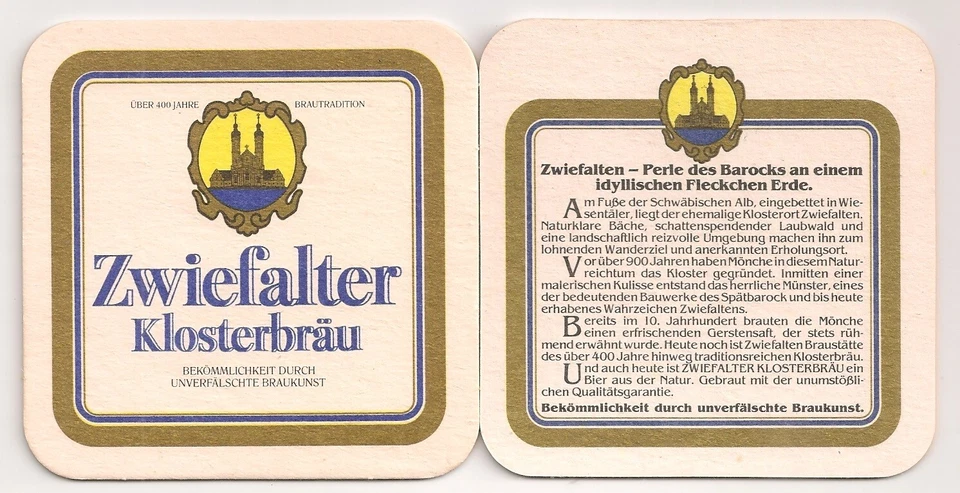 ÜBER 400 JAHRE BRAUTRADITION
Zwiefalter
Klosterbräu
BEKÖMMLICHKEIT DURCH
UNVERFÄLSCHTE BRAUKUNST
Zwiefalten – Perle des Barocks an einem
idyllischen Fleckchen Erde.
Am Fuße der Schwäbischen Alb, eingebettet in Wie-
sentäler, liegt der ehemalige Klosterort Zwiefalten.
Naturklare Bäche, schattenspendender Laubwald und
eine landschaftlich reizvolle Umgebung machen ihn zum
lohnenden Wanderziel und anerkannten Erholungsort.
Vor über 900 Jahren haben Mönche in diesem Natur-
reichtum das Kloster gegründet. Inmitten einer
malerischen Kulisse entstand das herrliche Münster, eines
der bedeutenden Bauwerke des Spätbarock und bis heute
erhabenes Wahrzeichen Zwiefaltens.
Bereits im 10. Jahrhundert brauten die Mönche
einen erfrischenden Gerstensaft, der stets rüh-
mend erwähnt wurde. Heute noch ist Zwiefalten Braustätte
des über 400 Jahre hinweg traditionsreichen Klosterbräu.
Und auch heute ist ZWIEFALTER KLOSTERBRÄU ein
Bier aus der Natur. Gebraut mit der unumstößli-
chen Qualitätsgarantie.
Bekömmlichkeit durch unverfälschte Braukunst.